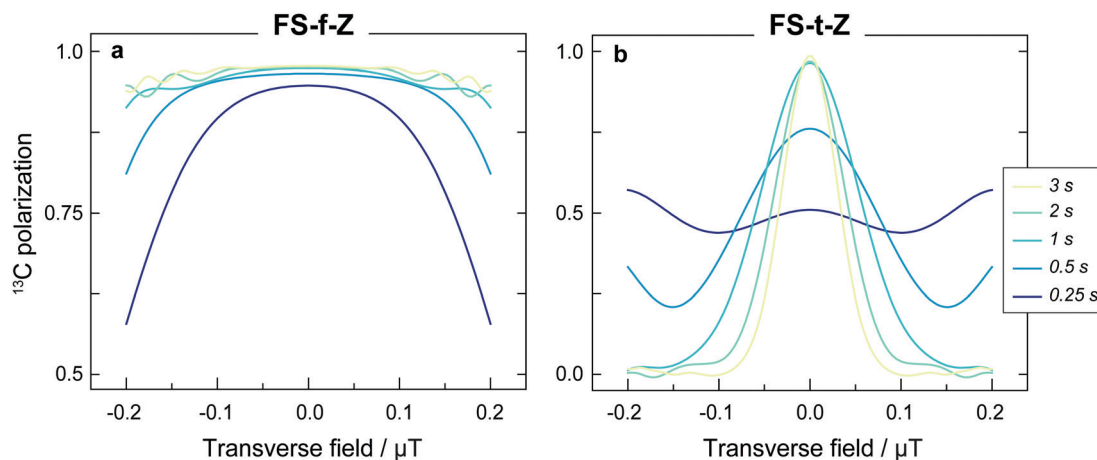 FS-f-Z
FS-t-Z
a
b
1.0
0.75
0.5
1.0
0.5
0.0
¹³C polarization
-0.2
-0.1
0.0
0.1
0.2
-0.2
-0.1
0.0
0.1
0.2
Transverse field / µT
Transverse field / µT
3 s
2 s
1 s
0.5 s
0.25 s